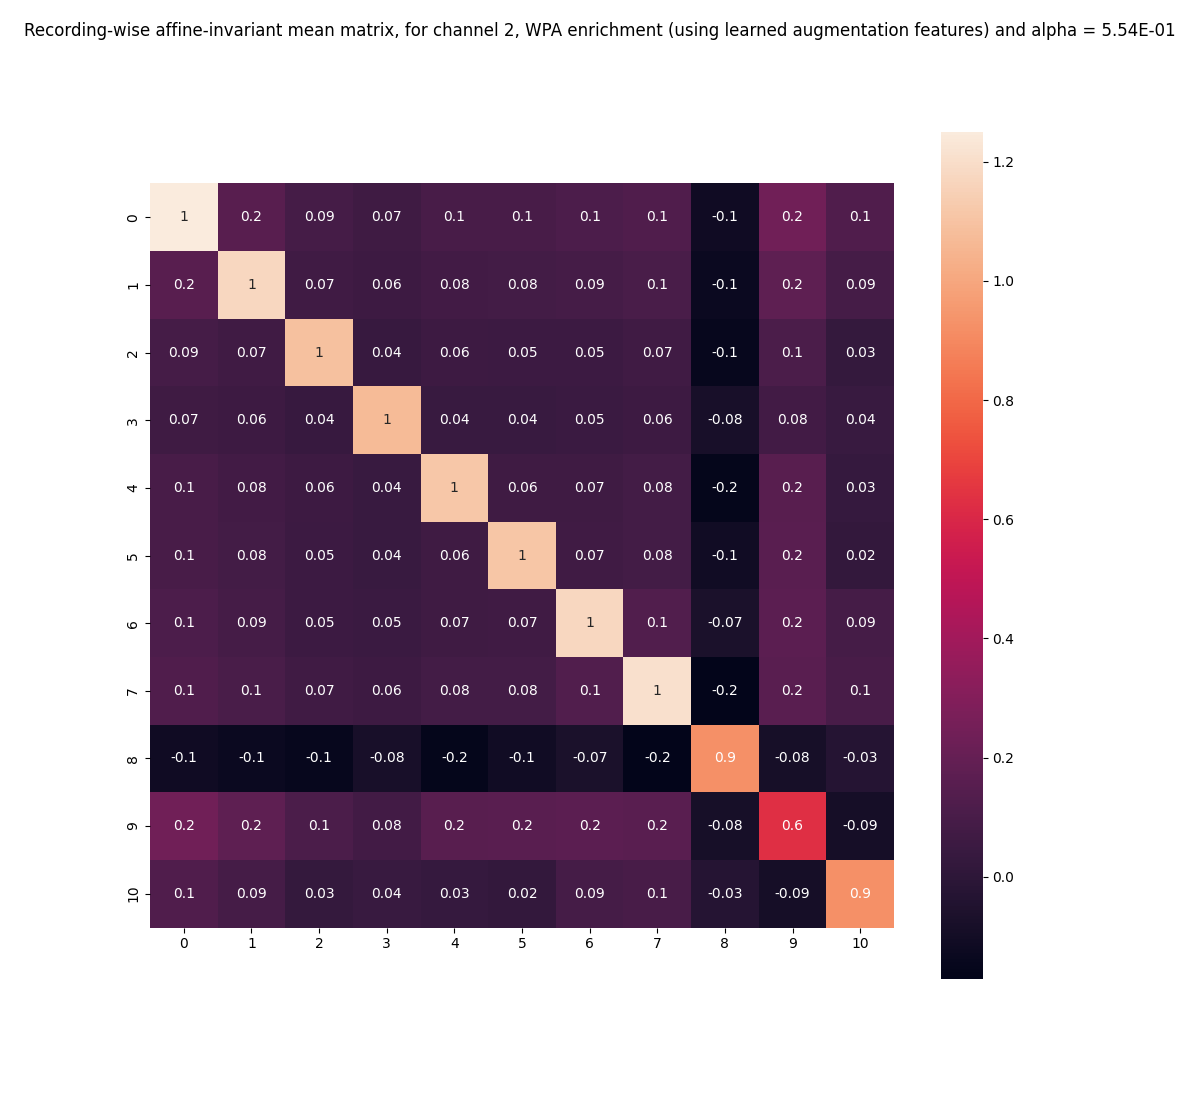 Recording-wise affine-invariant mean matrix, for channel 2, WPA enrichment (using learned augmentation features) and alpha = 5.54E-01
0 1 0.2 0.09 0.07 0.1 0.1 0.1 0.1 -0.1 0.2 0.1
1 0.2 1 0.07 0.06 0.08 0.08 0.09 0.1 -0.1 0.2 0.09
2 0.09 0.07 1 0.04 0.06 0.05 0.05 0.07 -0.1 0.1 0.03
3 0.07 0.06 0.04 1 0.04 0.04 0.05 0.06 -0.08 0.08 0.04
4 0.1 0.08 0.06 0.04 1 0.06 0.07 0.08 -0.2 0.2 0.03
5 0.1 0.08 0.05 0.04 0.06 1 0.07 0.08 -0.1 0.2 0.02
6 0.1 0.09 0.05 0.05 0.07 0.07 1 0.1 -0.07 0.2 0.09
7 0.1 0.1 0.07 0.06 0.08 0.08 0.1 1 -0.2 0.2 0.1
8 -0.1 -0.1 -0.1 -0.08 -0.2 -0.1 -0.07 -0.2 0.9 -0.08 -0.03
9 0.2 0.2 0.1 0.08 0.2 0.2 0.2 0.2 -0.08 0.6 -0.09
10 0.1 0.09 0.03 0.04 0.03 0.02 0.09 0.1 -0.03 -0.09 0.9
0 1 2 3 4 5 6 7 8 9 10
1.2
1.0
0.8
0.6
0.4
0.2
0.0